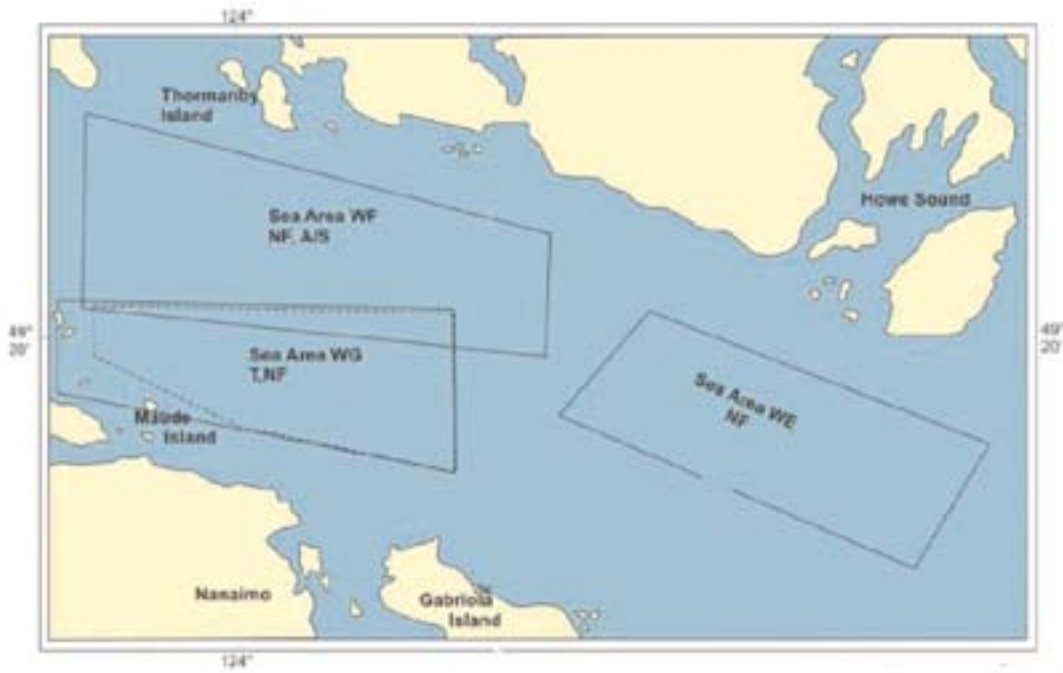 124°
Thormanby
Island
Sea Area WF
NF, A/S
Howe Sound
49°
20'
49°
20'
Sea Area WG
T,NF
Sea Area WE
NF
Maude
Island
Nanaimo
Gabriola
Island
124°